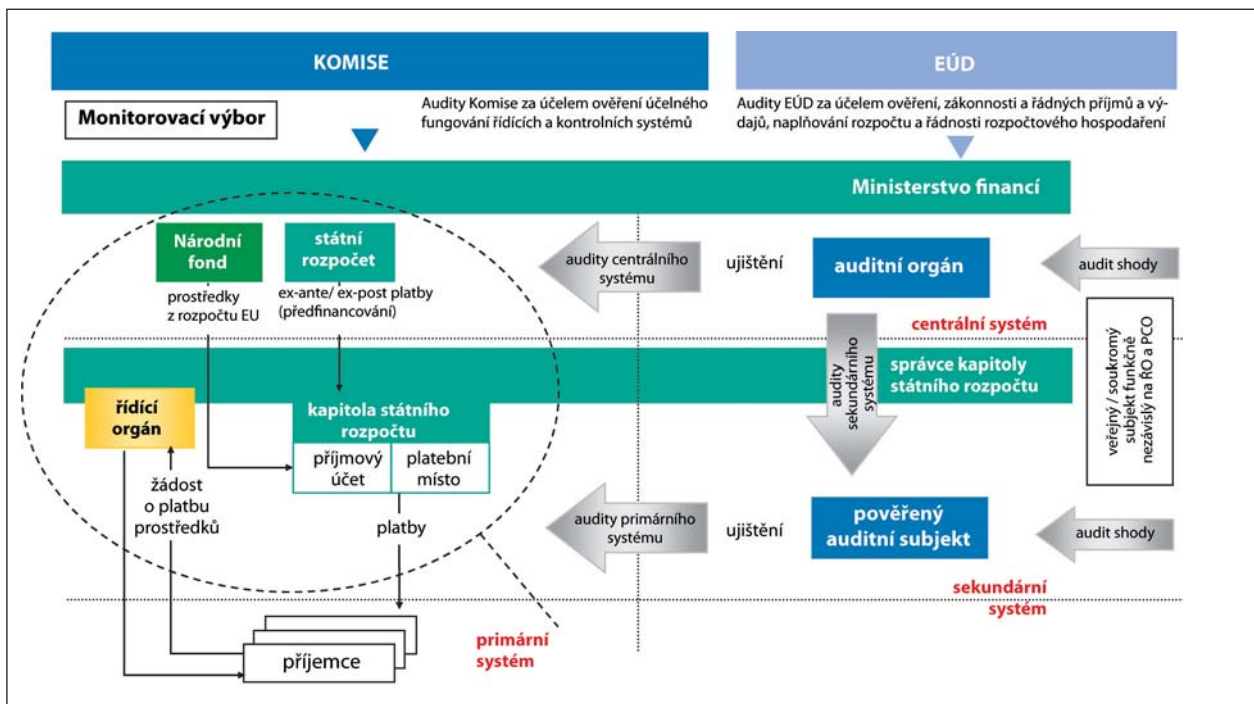 KOMISE
EÚD
Monitorovací výbor
Audity Komise za účelem ověření účelného
fungování řídících a kontrolních systémů
Audity EÚD za účelem ověření, zákonnosti a řádných příjmů a vý-
dajů, naplňování rozpočtu a řádnosti rozpočtového hospodaření
Ministerstvo financí
Národní
fond
státní
rozpočet
prostředky
z rozpočtu EU
ex-ante/ ex-post platby
(předfinancování)
audity centrálního
systému
ujištění
auditní orgán
audit shody
centrální systém
správce kapitoly
státního rozpočtu
audity
sekundárního
systému
veřejný / soukromý
subjekt funkčně
nezávislý na ŘO a PCO
řídící
orgán
kapitola státního
rozpočtu
příjmový
účet
platební
místo
žádost
o platbu
prostředků
platby
audity primárního
systému
ujištění
pověřený
auditní subjekt
audit shody
sekundární
systém
primární
systém
příjemce